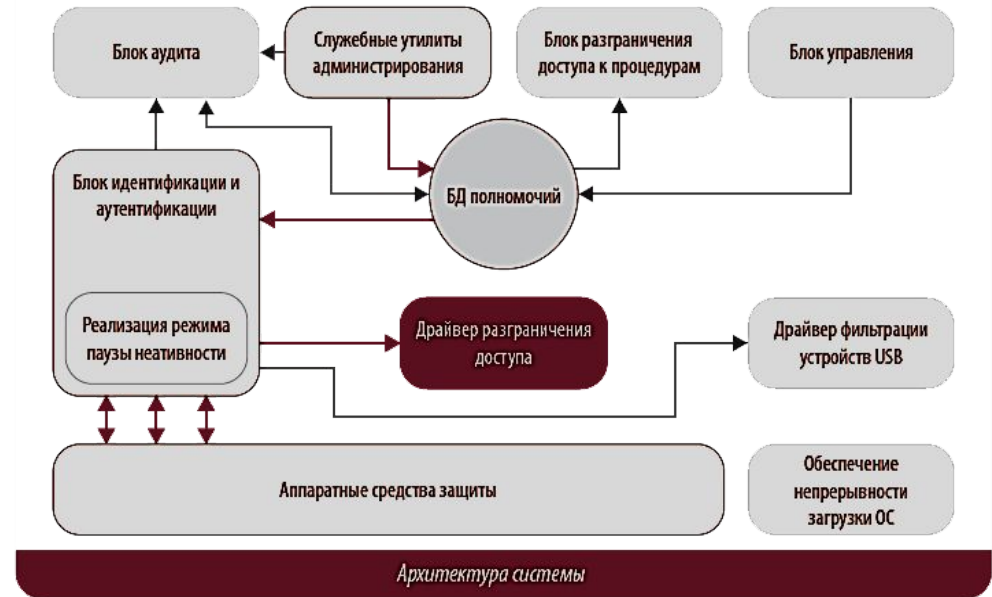 Блок аудита
Служебные утилиты
администрирования
Блок разграничения
доступа к процедурам
Блок управления
Блок идентификации и
аутентификации
БД полномочий
Реализация режима
паузы неативности
Драйвер разграничения
доступа
Драйвер фильтрации
устройств USB
Аппаратные средства защиты
Обеспечение
непрерывности
загрузки ОС
Архитектура системы